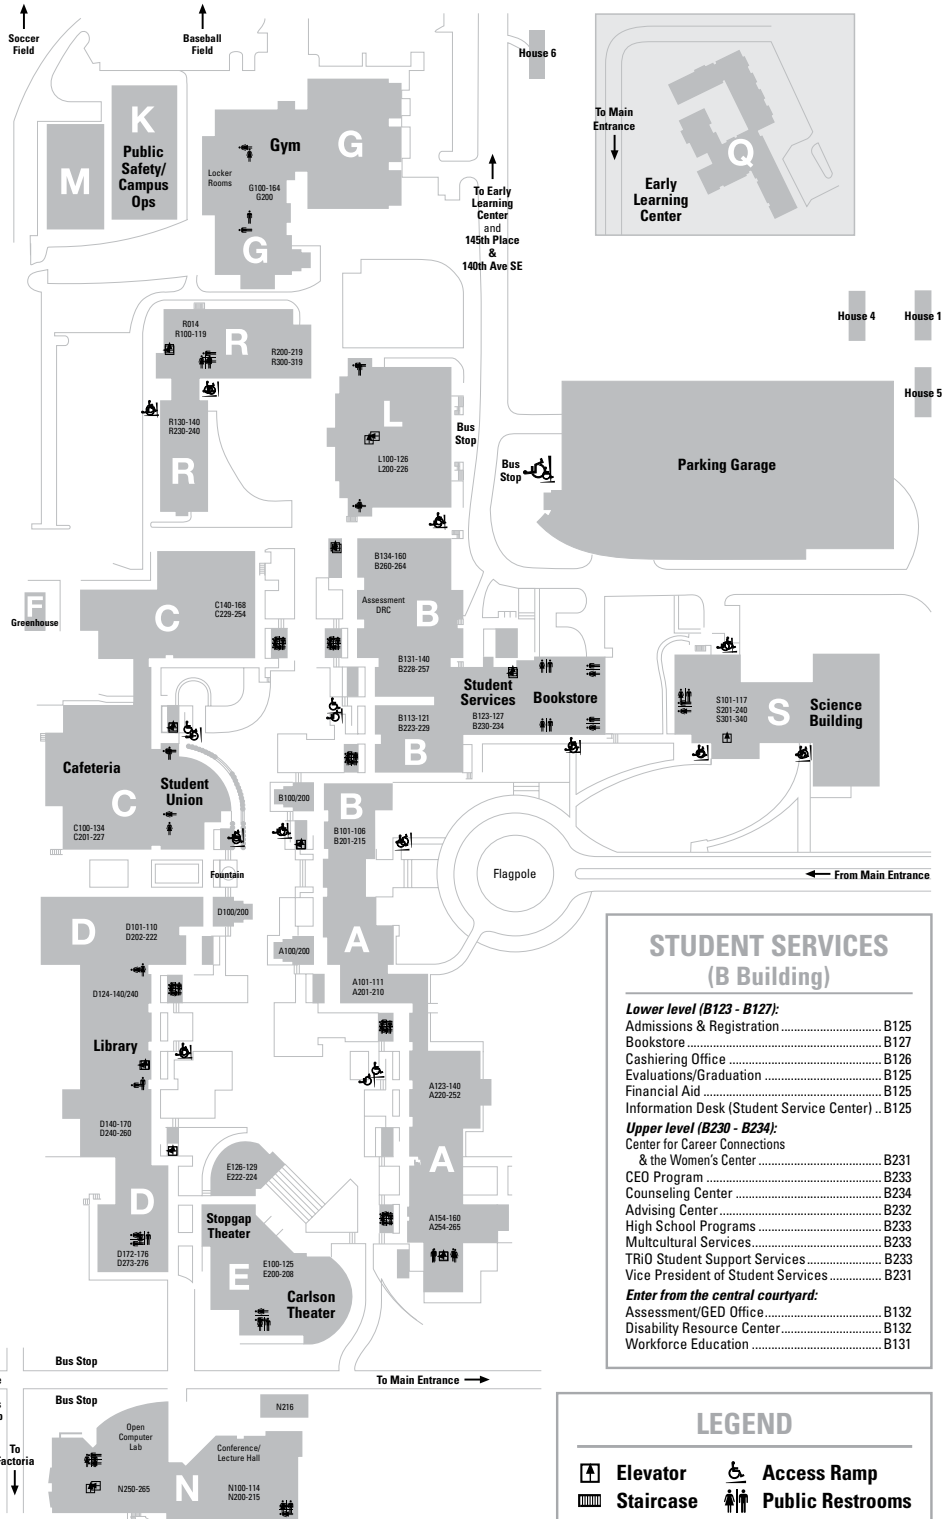 Soccer
Field
Baseball
Field
House 6
K
Public
Safety/
Campus
Ops
M
Gym
G
Locker
Rooms
G100-164
G200
G
To Early
Learning
Center
and
145th Place
&
140th Ave SE
To Main
Entrance
Q
Early
Learning
Center
House 4
House 1
House 5
R014
R100-119
R
R200-219
R300-319
R130-140
R230-240
R
L
L100-126
L200-226
Bus
Stop
Bus
Stop
Parking Garage
F
Greenhouse
C
C140-168
C229-254
B134-160
B260-264
Assessment
DRC
B
B131-140
B228-257
Student
Services
Bookstore
B123-127
B230-234
B113-121
B223-229
B
S101-117
S201-240
S301-340
S
Science
Building
Cafeteria
C
Student
Union
C100-134
C201-227
B100/200
B
B101-106
B201-215
Fountain
Flagpole
From Main Entrance
D
D101-110
D202-222
D100/200
A100/200
A
A101-111
A201-210
D124-140/240
Library
D140-170
D240-260
A123-140
A220-252
A
A154-160
A254-265
D
D172-176
D273-276
E126-129
E222-224
Stopgap
Theater
E100-125
E200-208
E
Carlson
Theater
STUDENT SERVICES
(B Building)
Lower level (B123 - B127):
Admissions & Registration ............................... B125
Bookstore ............................................................ B127
Cashiering Office ............................................... B126
Evaluations/Graduation .................................... B125
Financial Aid ....................................................... B125
Information Desk (Student Service Center) .. B125
Upper level (B230 - B234):
Center for Career Connections
& the Women's Center ...................................... B231
CEO Program ...................................................... B233
Counseling Center ............................................. B234
Advising Center .................................................. B232
High School Programs ....................................... B233
Multcultural Services ......................................... B233
TRiO Student Support Services ........................ B233
Vice President of Student Services ................ B231
Enter from the central courtyard:
Assessment/GED Office .................................... B132
Disability Resource Center ............................... B132
Workforce Education ........................................ B131
Bus Stop
To Main Entrance
Bus Stop
To
N216
Open
Computer
Lab
Conference/
Lecture Hall
N250-265
N
N100-114
N200-215
LEGEND
Elevator
Access Ramp
Staircase
Public Restrooms